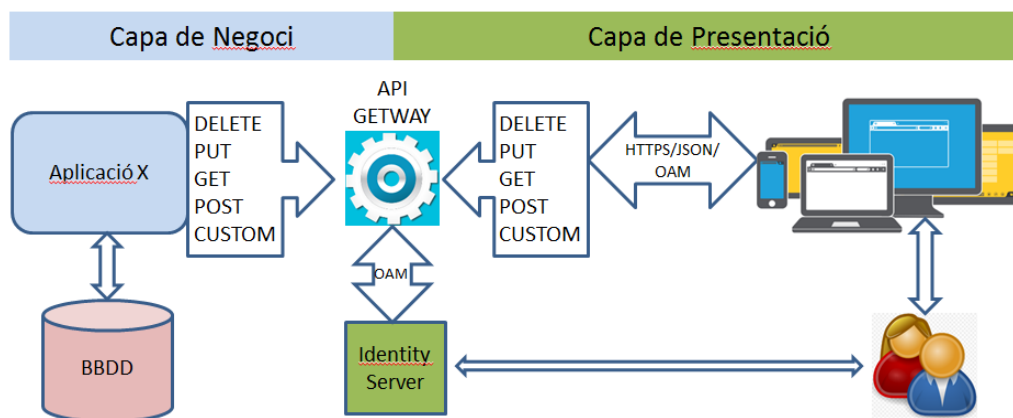 Capa de Negoci
Capa de Presentació
API
GETWAY
Aplicació X
DELETE
PUT
GET
POST
CUSTOM
DELETE
PUT
GET
POST
CUSTOM
HTTPS/JSON/
OAM
OAM
BBDD
Identity
Server